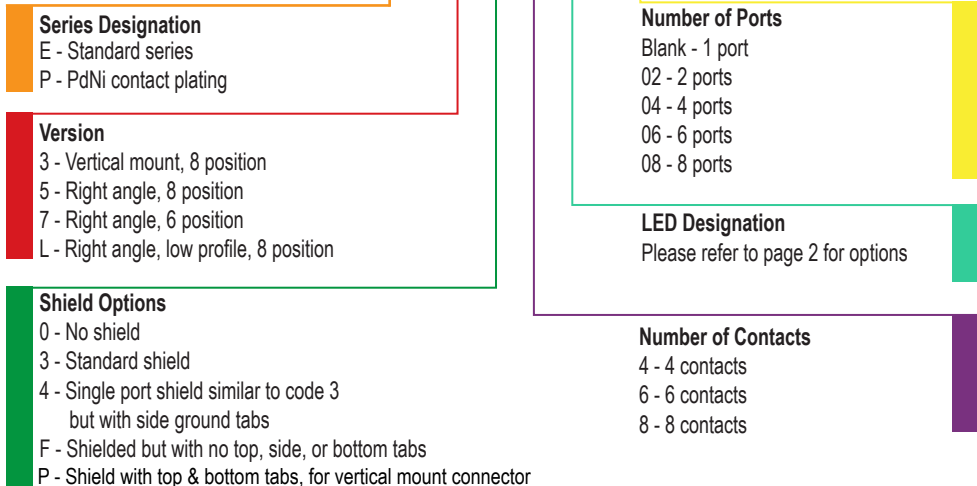 Series Designation
E - Standard series
P - PdNi contact plating
Version
3 - Vertical mount, 8 position
5 - Right angle, 8 position
7 - Right angle, 6 position
L - Right angle, low profile, 8 position
Shield Options
0 - No shield
3 - Standard shield
4 - Single port shield similar to code 3
but with side ground tabs
F - Shielded but with no top, side, or bottom tabs
P - Shield with top & bottom tabs, for vertical mount connector
Number of Ports
Blank - 1 port
02 - 2 ports
04 - 4 ports
06 - 6 ports
08 - 8 ports
LED Designation
Please refer to page 2 for options
Number of Contacts
4 - 4 contacts
6 - 6 contacts
8 - 8 contacts